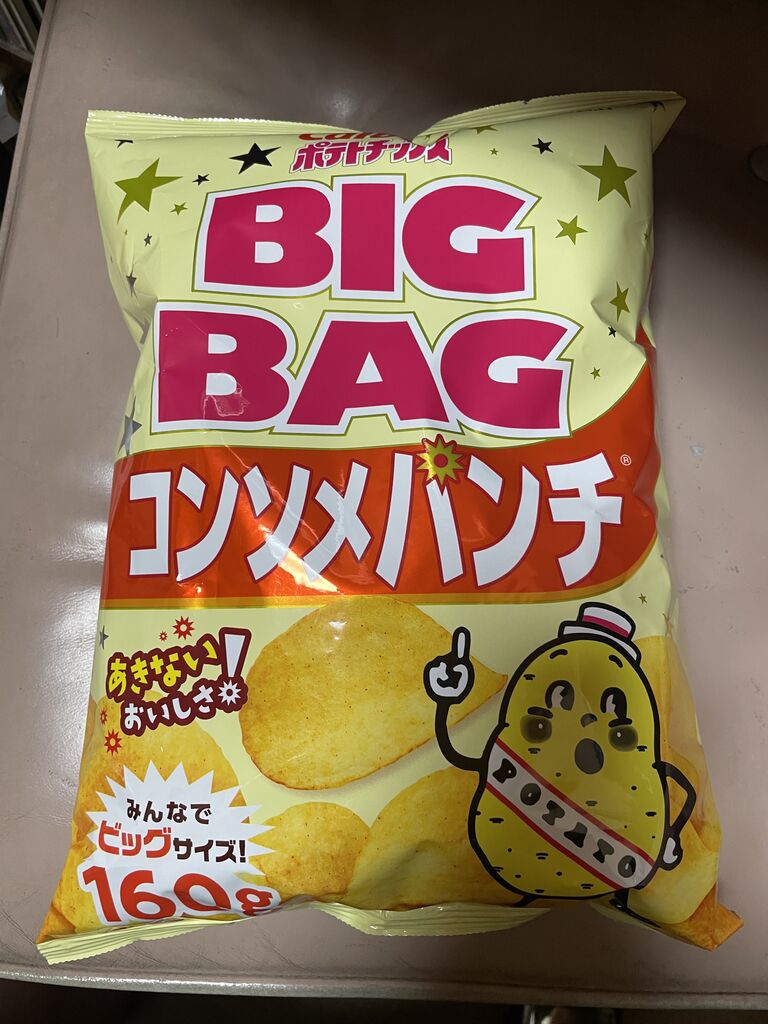 Calbee
ポテトチップス
BIG
BAG
コンソメパンチ®
あきない
おいしさ!
みんなで
ビッグサイズ!
160g
POTATO